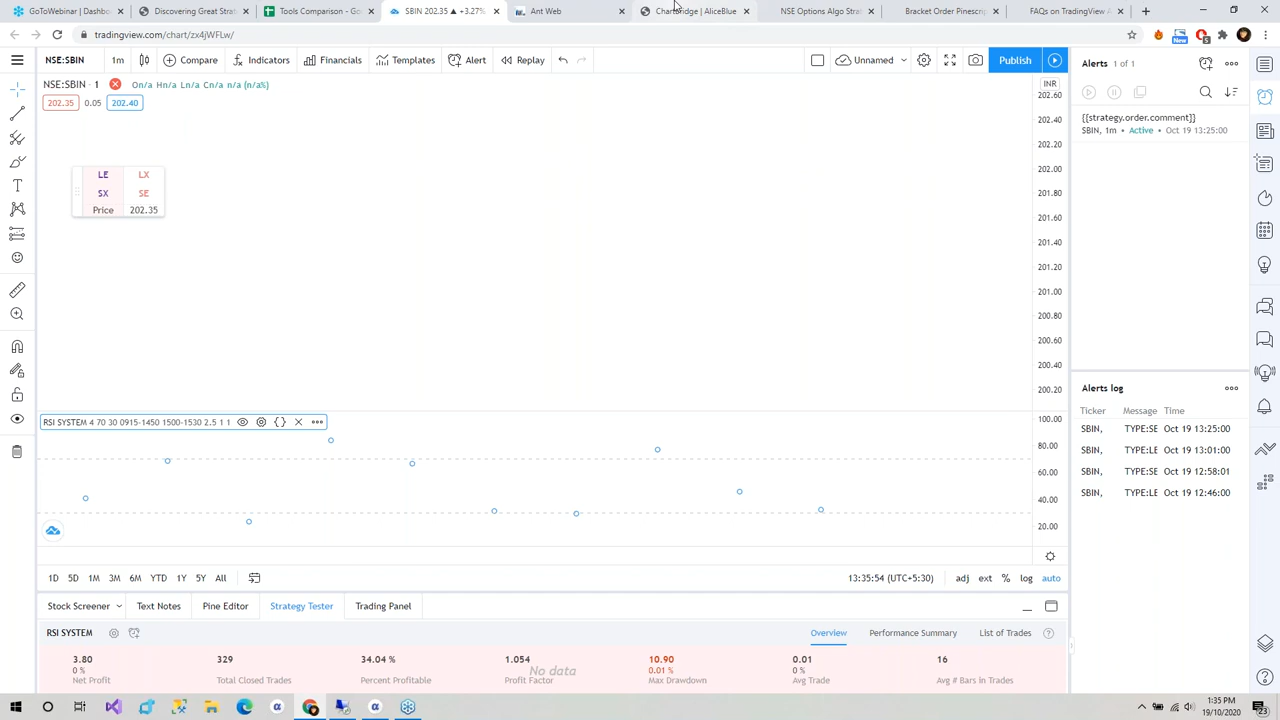 GoToWebinar | Dashboard
Discovering Great Strat
Tools Comparison - Goo
SBIN 202.35 ▲ +3.27%
Ant Web
Chartbridge | AliceBlue
NSE Options Algo Strate
Bracket Order Pinescrip
FAQs on TradingView A
tradingview.com/chart/zx4jWFLw/
New
5
NSE:SBIN
1m
Compare
Indicators
Financials
Templates
Alert
Replay
Unnamed
Publish
NSE:SBIN · 1
On/a Hn/a Ln/a Cn/a n/a (n/a%)
202.35
0.05
202.40
LE
LX
SX
SE
Price
202.35
INR
202.60
202.40
202.20
202.00
201.80
201.60
201.40
201.20
201.00
200.80
200.60
200.40
200.20
RSI SYSTEM 4 70 30 0915-1450 1500-1530 2.5 1 1
100.00
80.00
60.00
40.00
20.00
1D
5D
1M
3M
6M
YTD
1Y
5Y
All
13:35:54 (UTC+5:30)
adj
ext
%
log
auto
Stock Screener
Text Notes
Pine Editor
Strategy Tester
Trading Panel
RSI SYSTEM
Overview
Performance Summary
List of Trades
3.80
329
34.04 %
1.054
10.90
0.01
16
0 %
No data
0.01 %
0 %
Net Profit
Total Closed Trades
Percent Profitable
Profit Factor
Max Drawdown
Avg Trade
Avg # Bars In Trades
Alerts 1 of 1
{{strategy.order.comment}}
SBIN, 1m • Active • Oct 19 13:25:00
Alerts log
Ticker
Message
Time
SBIN,
TYPE:SE
Oct 19 13:25:00
SBIN,
TYPE:LE
Oct 19 13:01:00
SBIN,
TYPE:SE
Oct 19 12:58:01
SBIN,
TYPE:LE
Oct 19 12:46:00
1:35 PM
19/10/2020
23